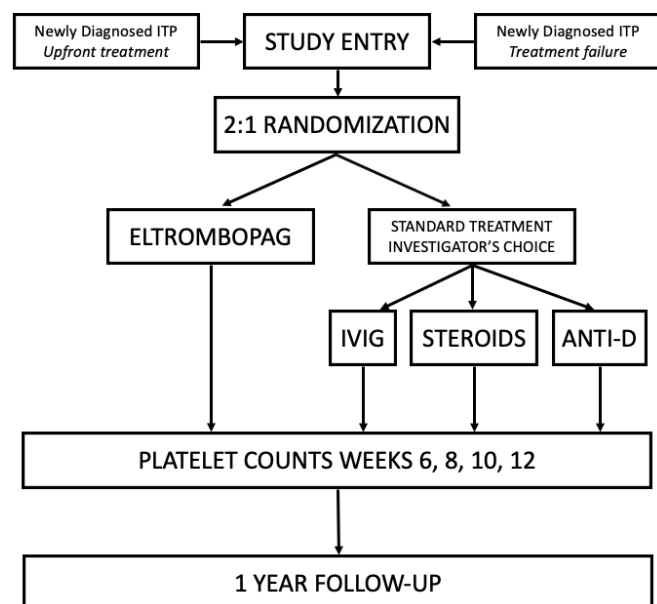 Newly Diagnosed ITP
Upfront treatment
STUDY ENTRY
Newly Diagnosed ITP
Treatment failure
2:1 RANDOMIZATION
ELTROMBOPAG
STANDARD TREATMENT
INVESTIGATOR'S CHOICE
IVIG
STEROIDS
ANTI-D
PLATELET COUNTS WEEKS 6, 8, 10, 12
1 YEAR FOLLOW-UP